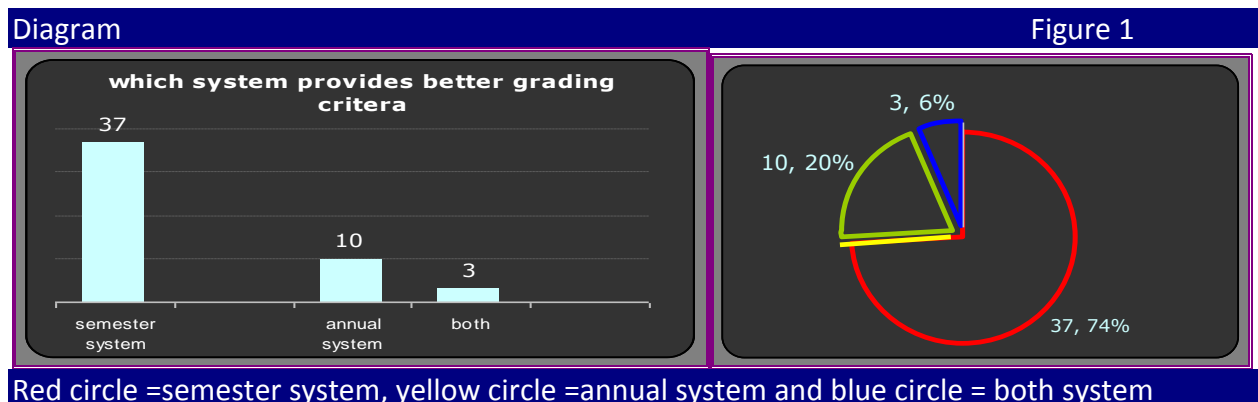 Diagram Figure 1
which system provides better grading
critera
37
10
3
semester
system
annual
system
both
3, 6%
10, 20%
37, 74%
Red circle =semester system, yellow circle =annual system and blue circle = both system